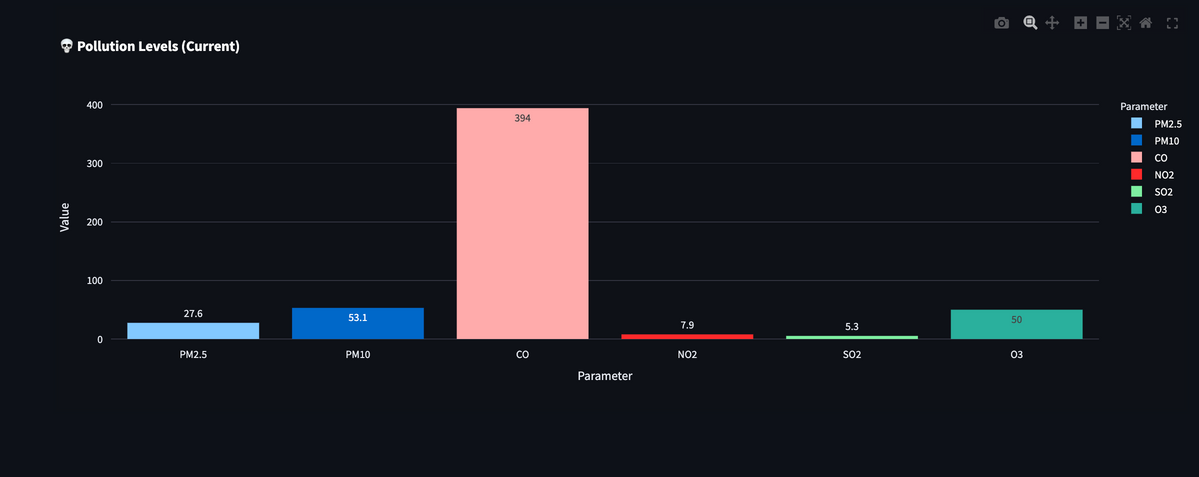 💀 Pollution Levels (Current)
400
300
200
100
0
Value
27.6
53.1
394
7.9
5.3
50
PM2.5
PM10
CO
NO2
SO2
O3
Parameter
Parameter
PM2.5
PM10
CO
NO2
SO2
O3